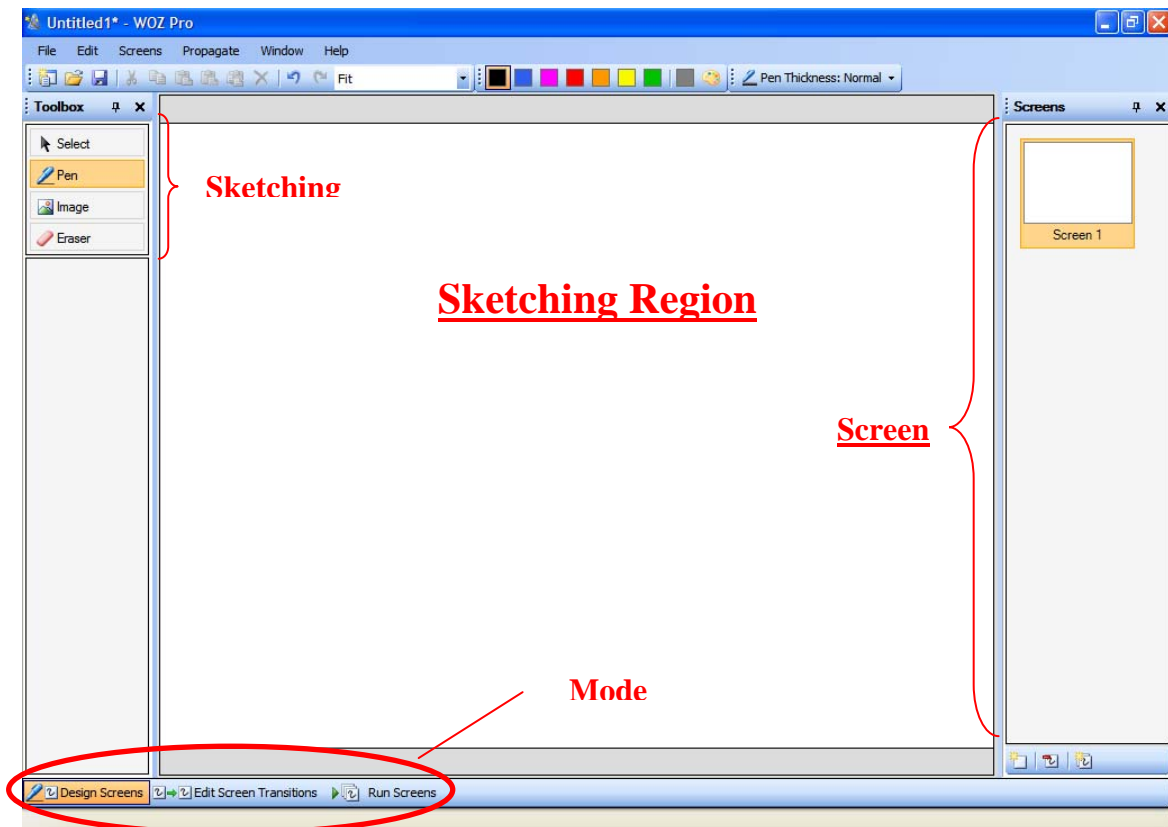 Untitled1* - WOZ Pro
File Edit Screens Propagate Window Help
Fit Pen Thickness: Normal
Toolbox
Screens
Select
Pen
Image
Eraser
Sketching
Screen 1
Sketching Region
Screen
Mode
Design Screens Edit Screen Transitions Run Screens